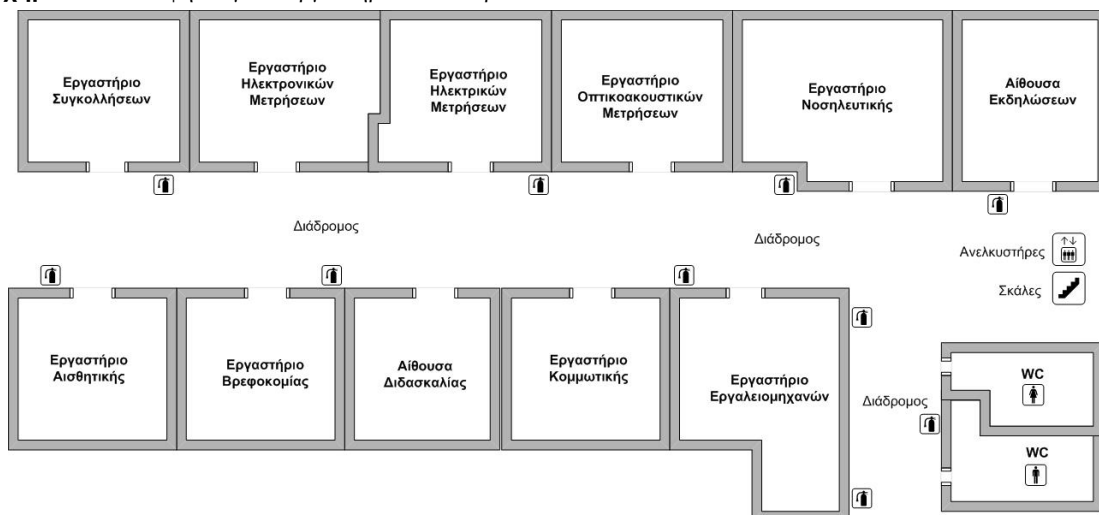 Εργαστήριο
Συγκολλήσεων
Εργαστήριο
Ηλεκτρονικών
Μετρήσεων
Εργαστήριο
Ηλεκτρικών
Μετρήσεων
Εργαστήριο
Οπτικοακουστικών
Μετρήσεων
Εργαστήριο
Νοσηλευτικής
Αίθουσα
Εκδηλώσεων
Διάδρομος
Διάδρομος
Ανελκυστήρες
Σκάλες
Εργαστήριο
Αισθητικής
Εργαστήριο
Βρεφοκομίας
Αίθουσα
Διδασκαλίας
Εργαστήριο
Κομμωτικής
Εργαστήριο
Εργαλειομηχανών
Διάδρομος
WC
WC